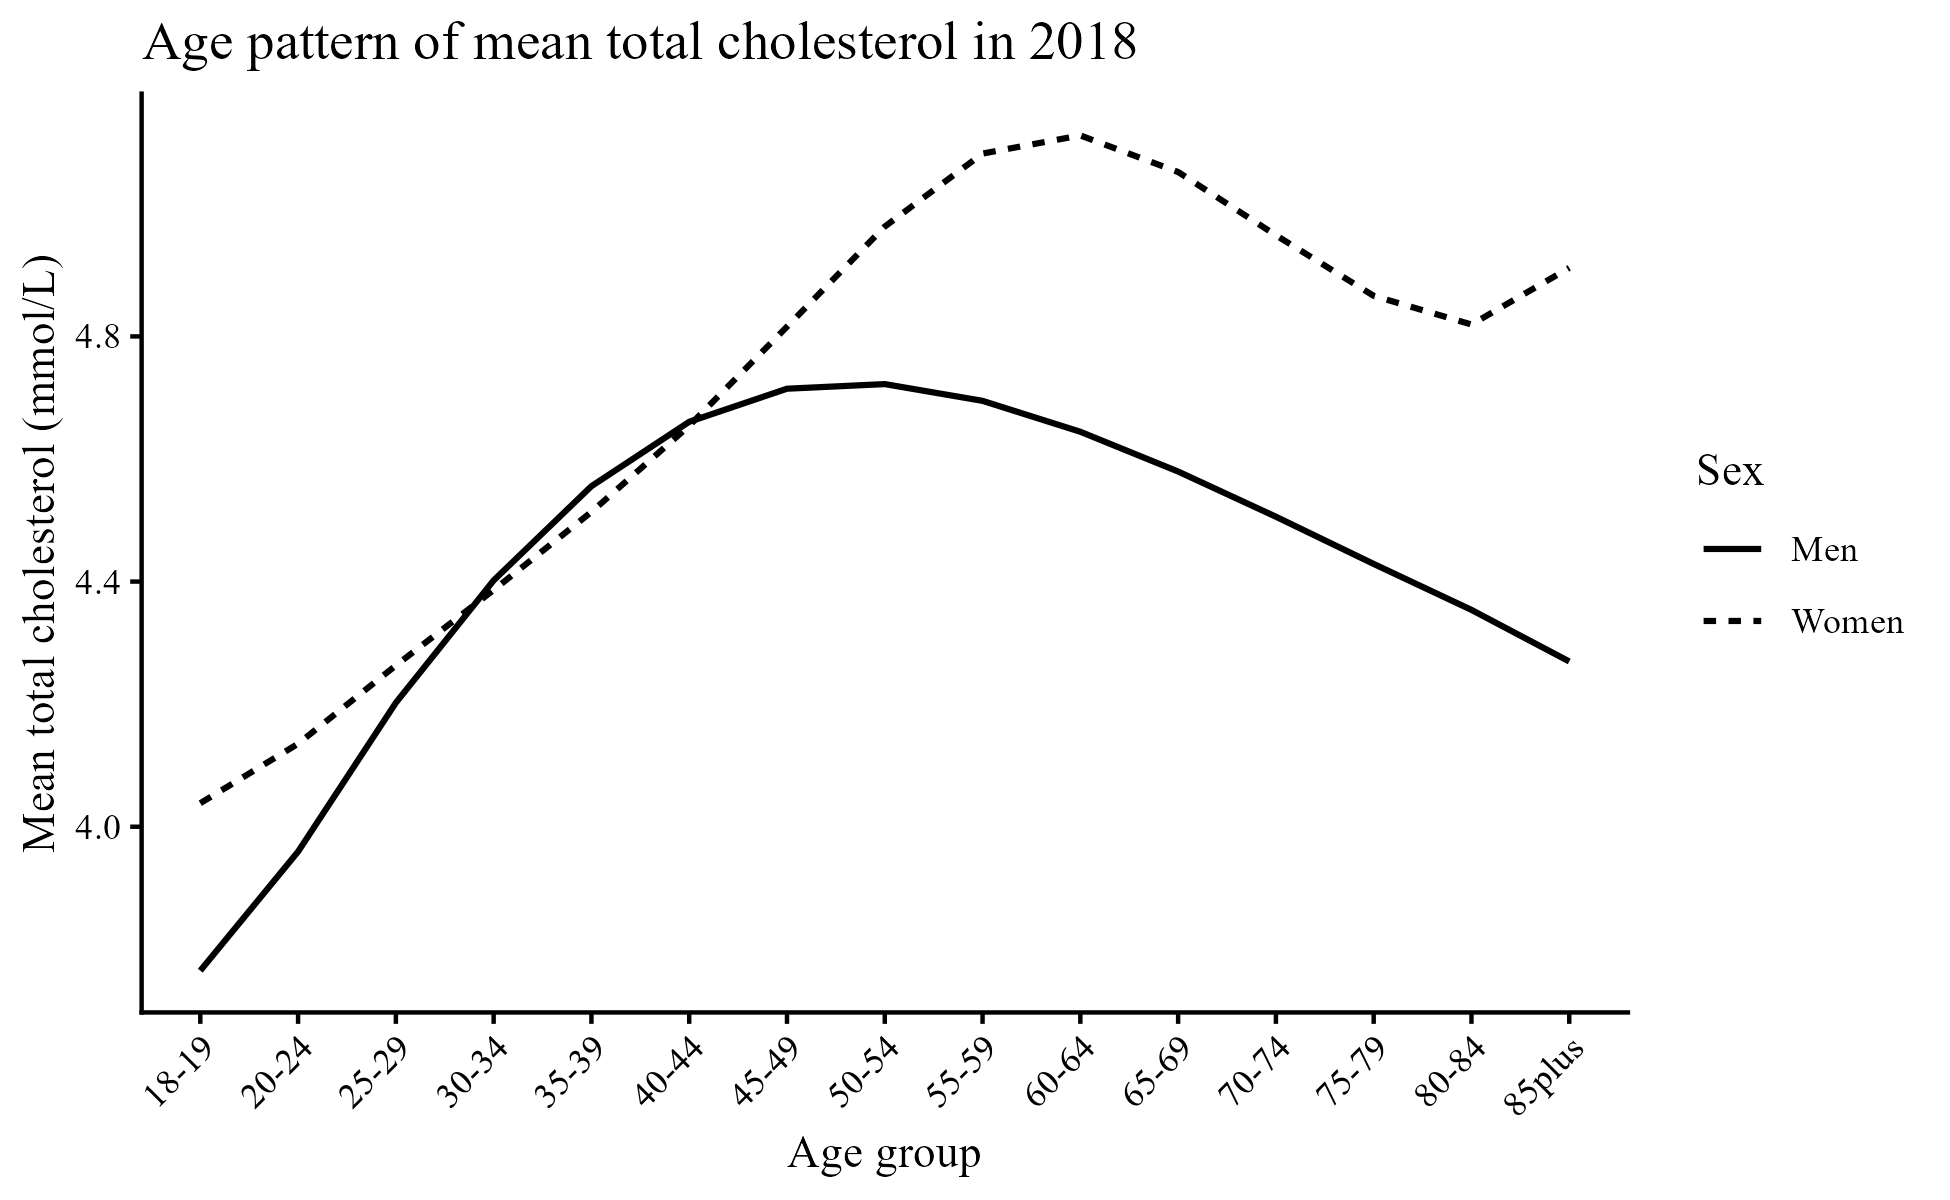 Age pattern of mean total cholesterol in 2018
Mean total cholesterol (mmol/L)
4.8
4.4
4.0
18-19
20-24
25-29
30-34
35-39
40-44
45-49
50-54
55-59
60-64
65-69
70-74
75-79
80-84
85plus
Age group
Sex
Men
Women